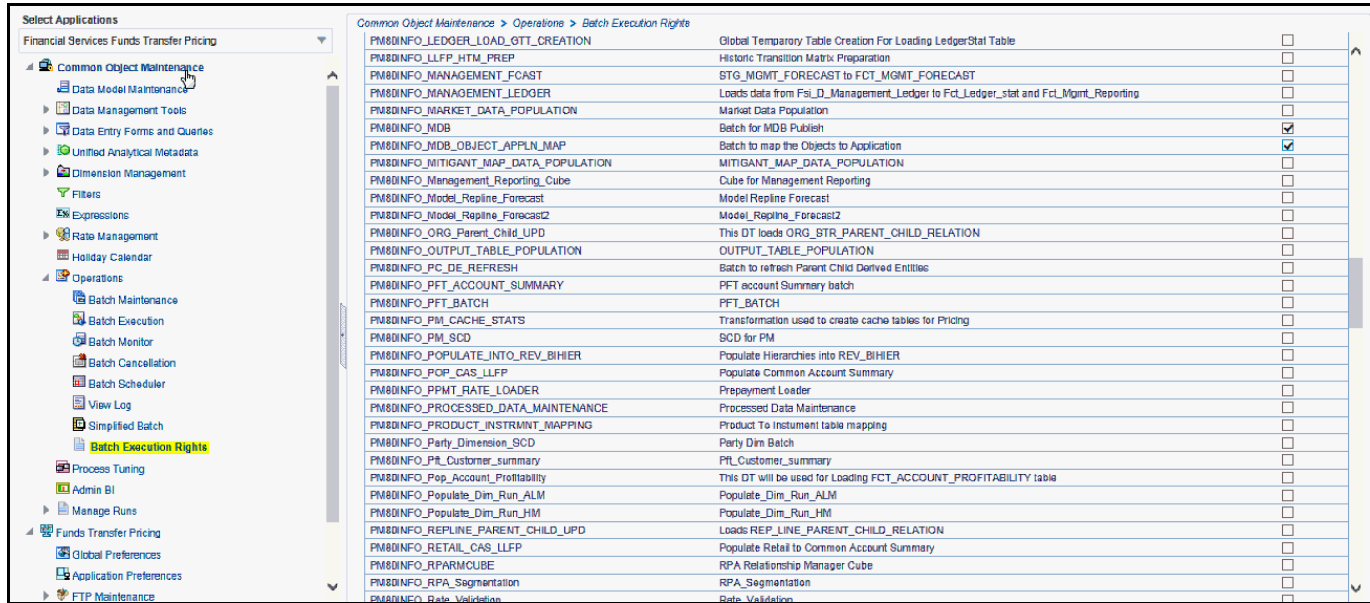 Select Applications
Financial Services Funds Transfer Pricing
Common Object Maintenance
Data Model Maintenance
Data Management Tools
Data Entry Forms and Queries
Unified Analytical Metadata
Dimension Management
Filters
Expressions
Rate Management
Holiday Calendar
Operations
Batch Maintenance
Batch Execution
Batch Monitor
Batch Cancellation
Batch Scheduler
View Log
Simplified Batch
Batch Execution Rights
Process Tuning
Admin BI
Manage Runs
Funds Transfer Pricing
Global Preferences
Application Preferences
FTP Maintenance
Common Object Maintenance > Operations > Batch Execution Rights
PM80INFO_LEDGER_LOAD_GTT_CREATION Global Temparory Table Creation For Loading LedgerStat Table
PM80INFO_LLFP_HTM_PREP Historic Transition Matrix Preparation
PM80INFO_MANAGEMENT_FCAST STG_MGMT_FORECAST to FCT_MGMT_FORECAST
PM80INFO_MANAGEMENT_LEDGER Loads data from Fsi_D_Management_Ledger to Fct_Ledger_stat and Fct_Mgmt_Reporting
PM80INFO_MARKET_DATA_POPULATION Market Data Population
PM80INFO_MDB Batch for MDB Publish
PM80INFO_MDB_OBJECT_APPLN_MAP Batch to map the Objects to Application
PM80INFO_MITIGANT_MAP_DATA_POPULATION MITIGANT_MAP_DATA_POPULATION
PM80INFO_Management_Reporting_Cube Cube for Management Reporting
PM80INFO_Model_Repline_Forecast Model Repline Forecast
PM80INFO_Model_Repline_Forecast2 Model_Repline_Forecast2
PM80INFO_ORG_Parent_Child_UPD This DT loads ORG_STR_PARENT_CHILD_RELATION
PM80INFO_OUTPUT_TABLE_POPULATION OUTPUT_TABLE_POPULATION
PM80INFO_PC_DE_REFRESH Batch to refresh Parent Child Derived Entities
PM80INFO_PFT_ACCOUNT_SUMMARY PFT account Summary batch
PM80INFO_PFT_BATCH PFT_BATCH
PM80INFO_PM_CACHE_STATS Transformation used to create cache tables for Pricing
PM80INFO_PM_SCD SCD for PM
PM80INFO_POPULATE_INTO_REV_BIHIER Populate Hierarchies into REV_BIHIER
PM80INFO_POP_CAS_LLFP Populate Common Account Summary
PM80INFO_PPMT_RATE_LOADER Prepayment Loader
PM80INFO_PROCESSED_DATA_MAINTENANCE Processed Data Maintenance
PM80INFO_PRODUCT_INSTRMNT_MAPPING Product To Instument table mapping
PM80INFO_Party_Dimension_SCD Party Dim Batch
PM80INFO_Pft_Customer_summary Pft_Customer_summary
PM80INFO_Pop_Account_Profitability This DT will be used for Loading FCT_ACCOUNT_PROFITABILITY table
PM80INFO_Populate_Dim_Run_ALM Populate_Dim_Run_ALM
PM80INFO_Populate_Dim_Run_HM Populate_Dim_Run_HM
PM80INFO_REPLINE_PARENT_CHILD_UPD Loads REP_LINE_PARENT_CHILD_RELATION
PM80INFO_RETAIL_CAS_LLFP Populate Retail to Common Account Summary
PM80INFO_RPARMCUBE RPA Relationship Manager Cube
PM80INFO_RPA_Segmentation RPA_Segmentation
PM80INFO_Rate_Validation Rate_Validation